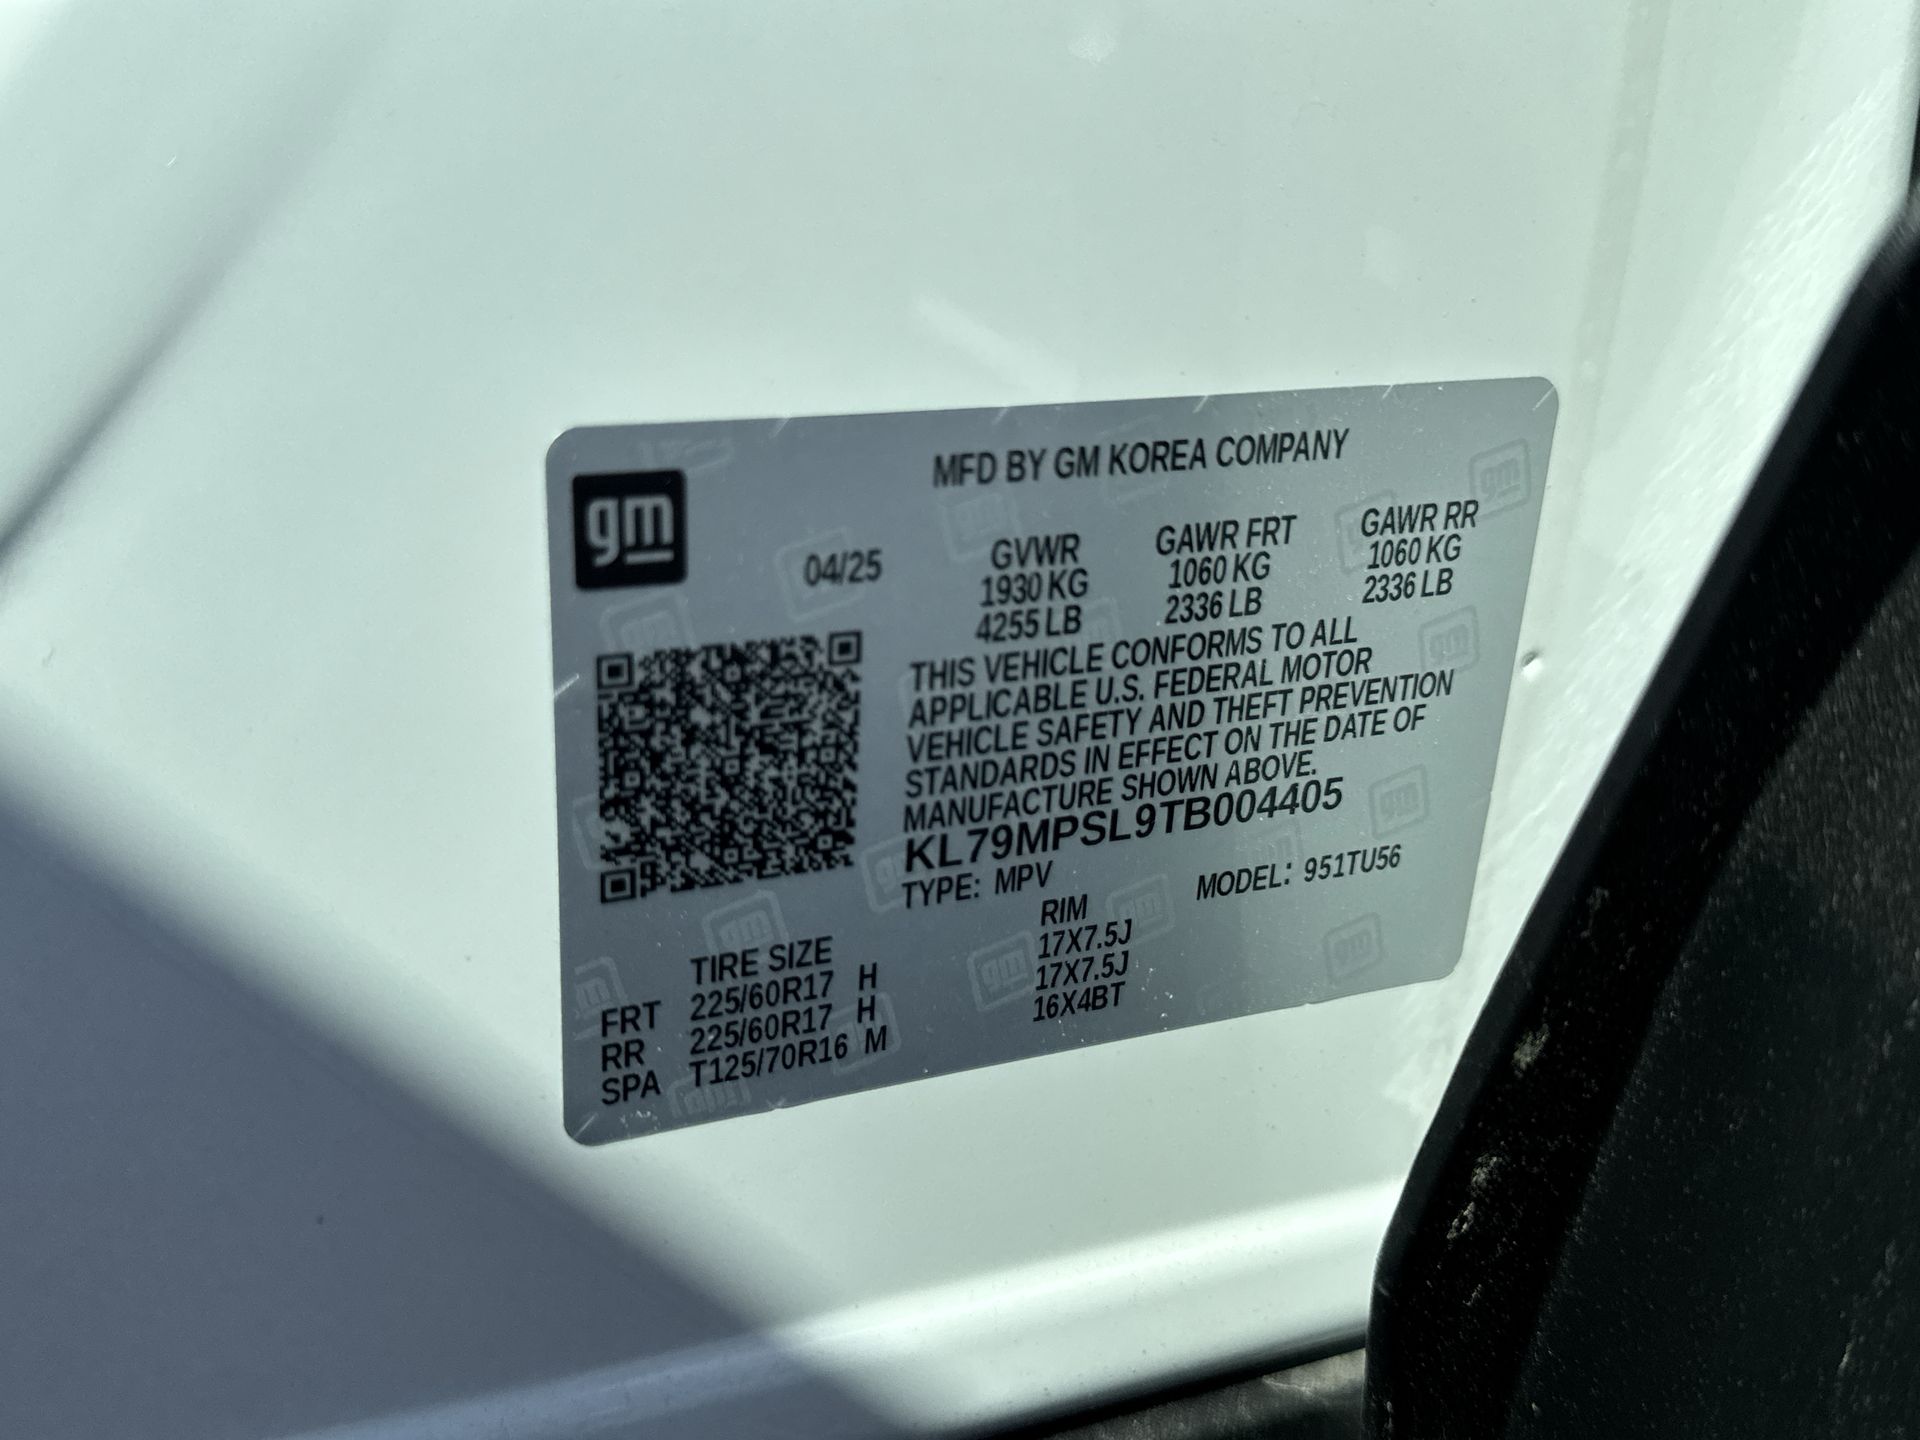 gm
MFD BY GM KOREA COMPANY
04/25
GVWR GAWR FRT GAWR RR
1930 KG 1060 KG 1060 KG
4255 LB 2336 LB 2336 LB
THIS VEHICLE CONFORMS TO ALL
APPLICABLE U.S. FEDERAL MOTOR
VEHICLE SAFETY AND THEFT PREVENTION
STANDARDS IN EFFECT ON THE DATE OF
MANUFACTURE SHOWN ABOVE.
KL79MPSL9TB004405
TYPE: MPV MODEL: 951TU56
TIRE SIZE RIM
FRT 225/60R17 H 17X7.5J
RR 225/60R17 H 17X7.5J
SPA T125/70R16 M 16X4BT